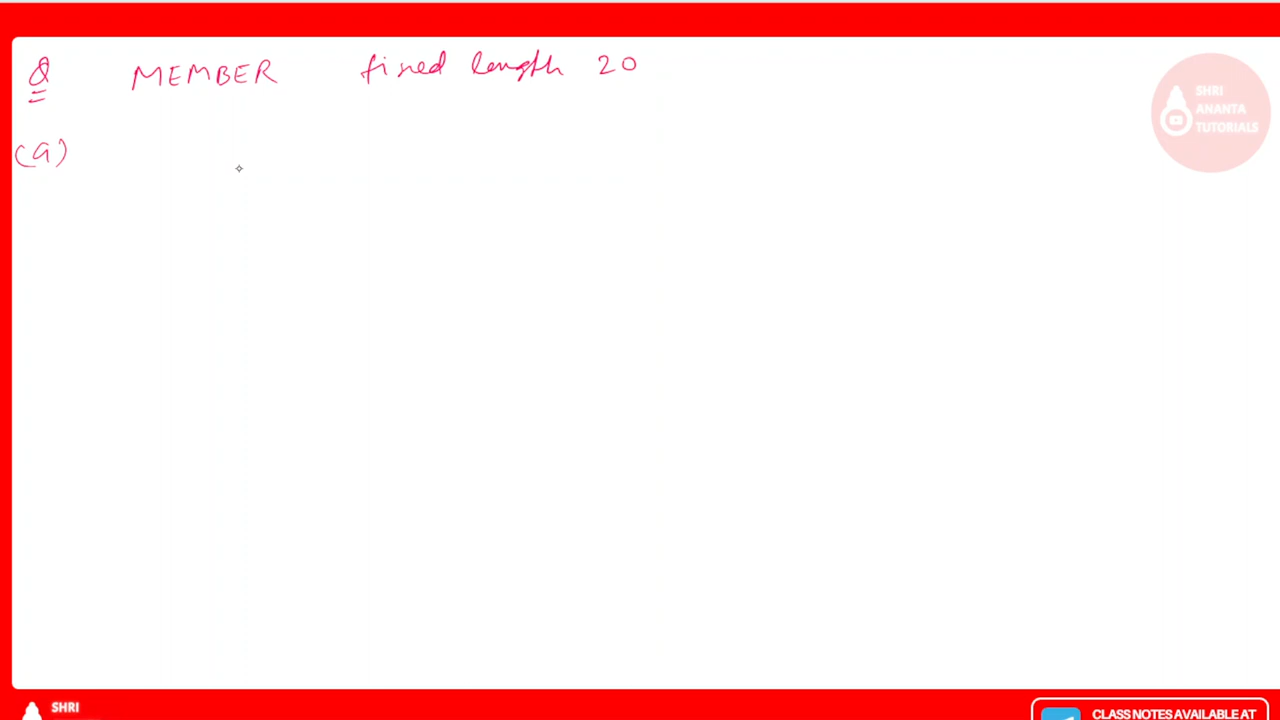 Q MEMBER fixed length 20
(a)
SHRI
ANANTA
TUTORIALS
SHRI
CLASS NOTES AVAILABLE AT